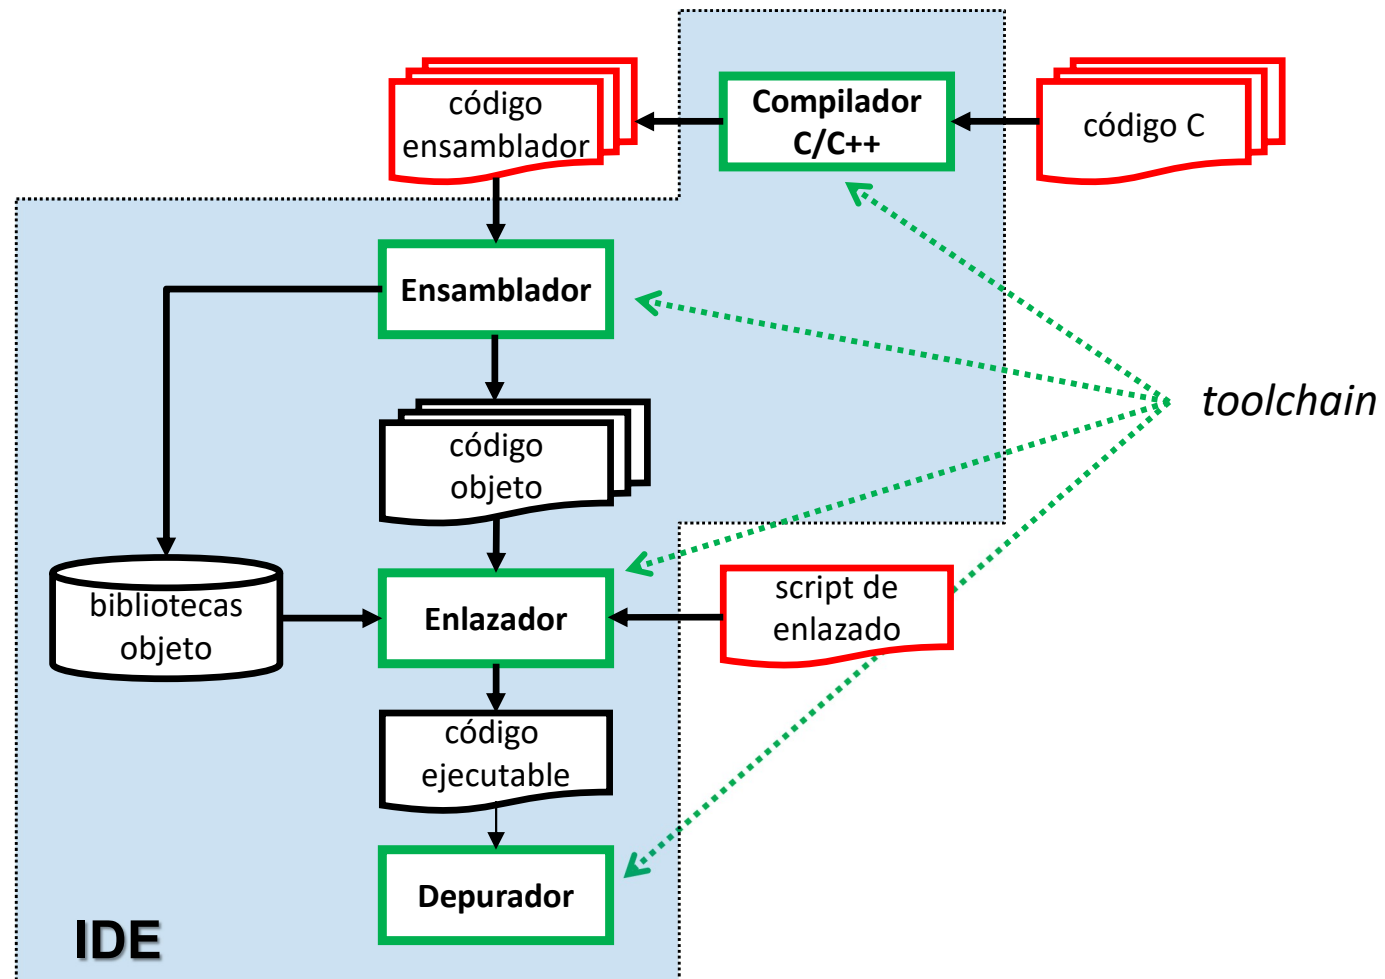 código
ensamblador
Compilador
C/C++
código C
Ensamblador
toolchain
código
objeto
bibliotecas
objeto
Enlazador
script de
enlazado
código
ejecutable
Depurador
IDE